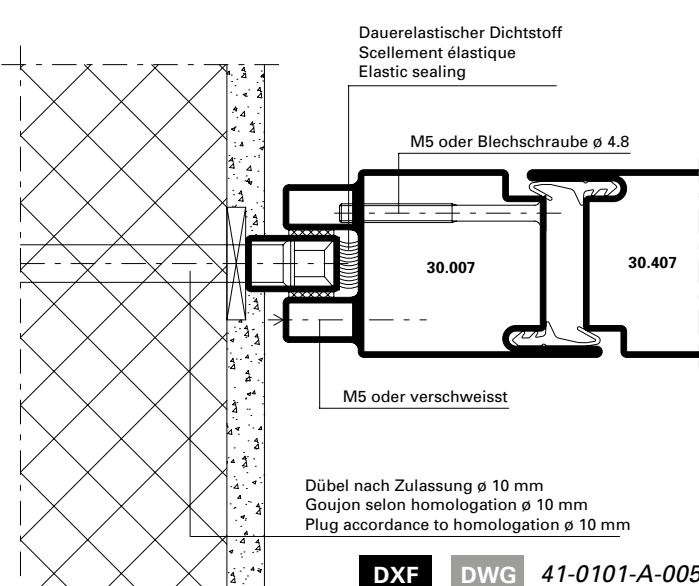 Dauerelastischer Dichtstoff
Scellement élastique
Elastic sealing
M5 oder Blechschraube ø 4.8
30.007
30.407
M5 oder verschweisst
Dübel nach Zulassung ø 10 mm
Goujon selon homologation ø 10 mm
Plug accordance to homologation ø 10 mm
DXF DWG 41-0101-A-005